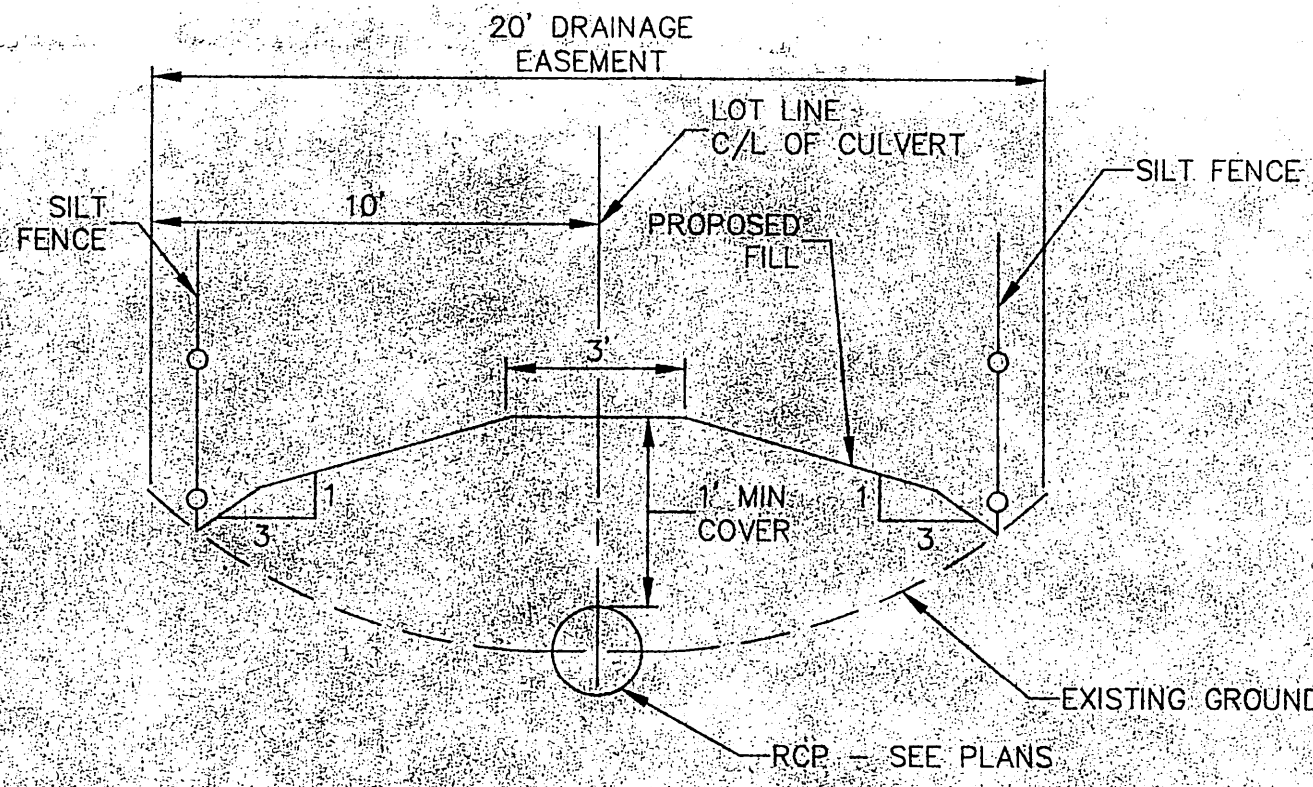 20' DRAINAGE
EASEMENT
LOT LINE
C/L OF CULVERT
SILT FENCE
SILT
FENCE
10'
PROPOSED
FILL
3'
1
3
1' MIN
COVER
1
3
EXISTING GROUND
RCP - SEE PLANS